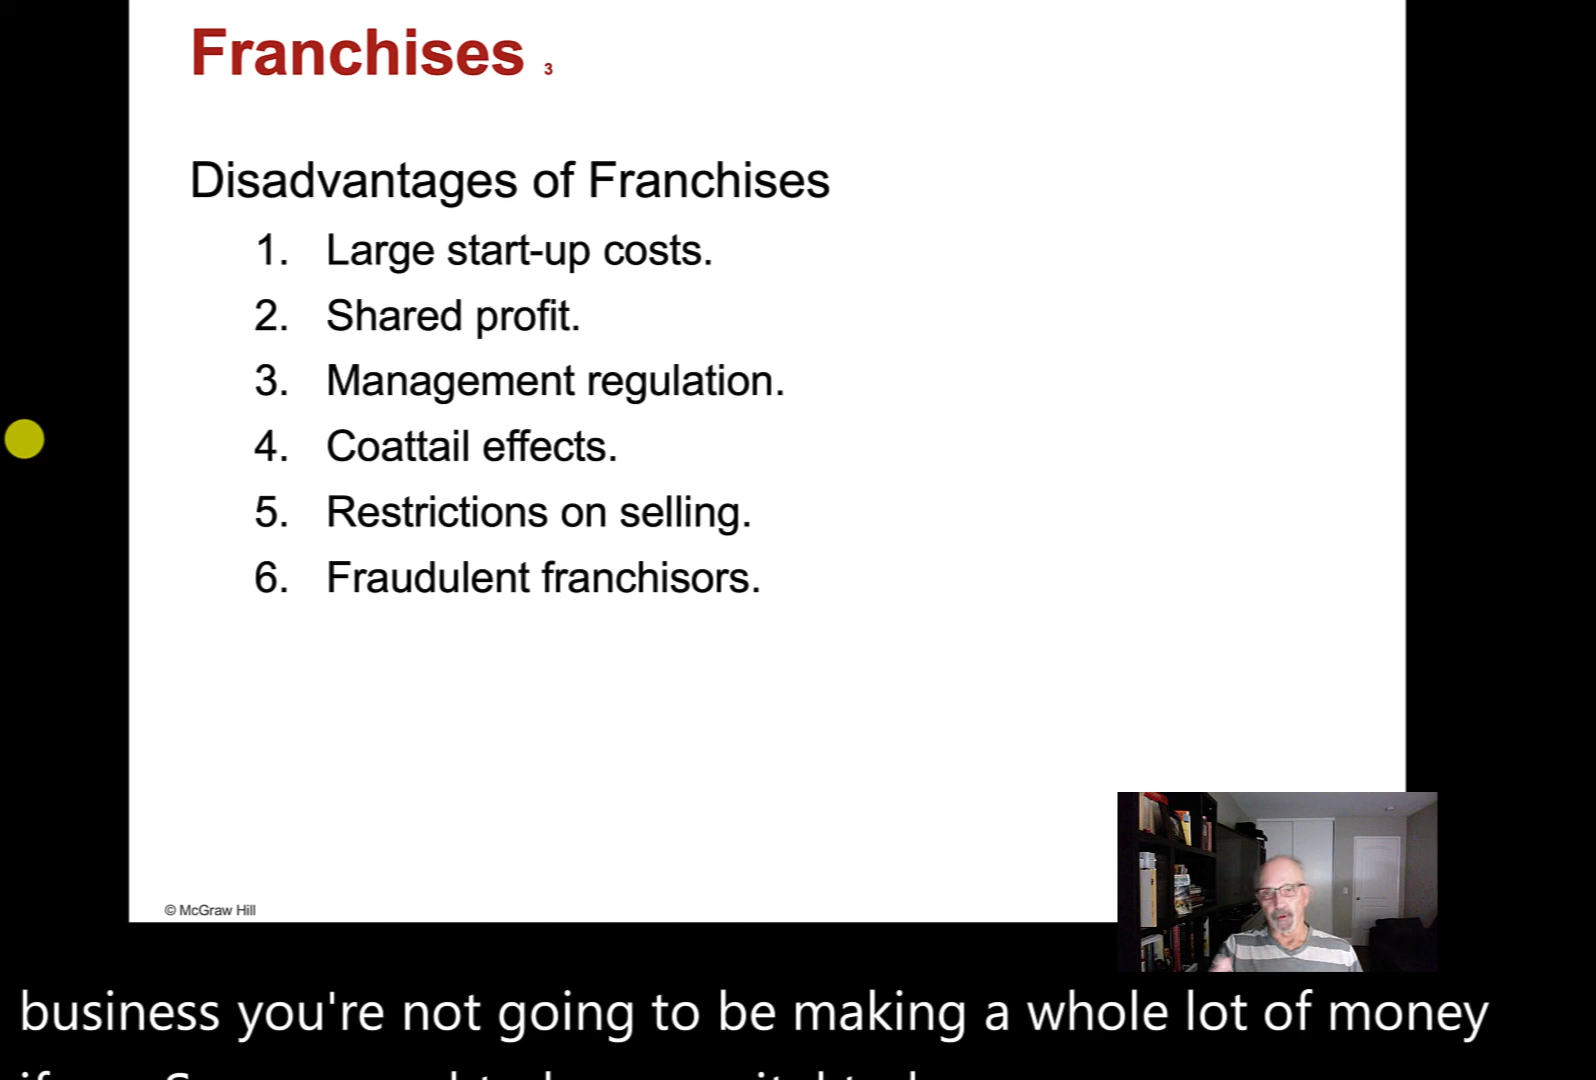 Franchises 3
Disadvantages of Franchises
1. Large start-up costs.
2. Shared profit.
3. Management regulation.
4. Coattail effects.
5. Restrictions on selling.
6. Fraudulent franchisors.
© McGraw Hill
business you're not going to be making a whole lot of money